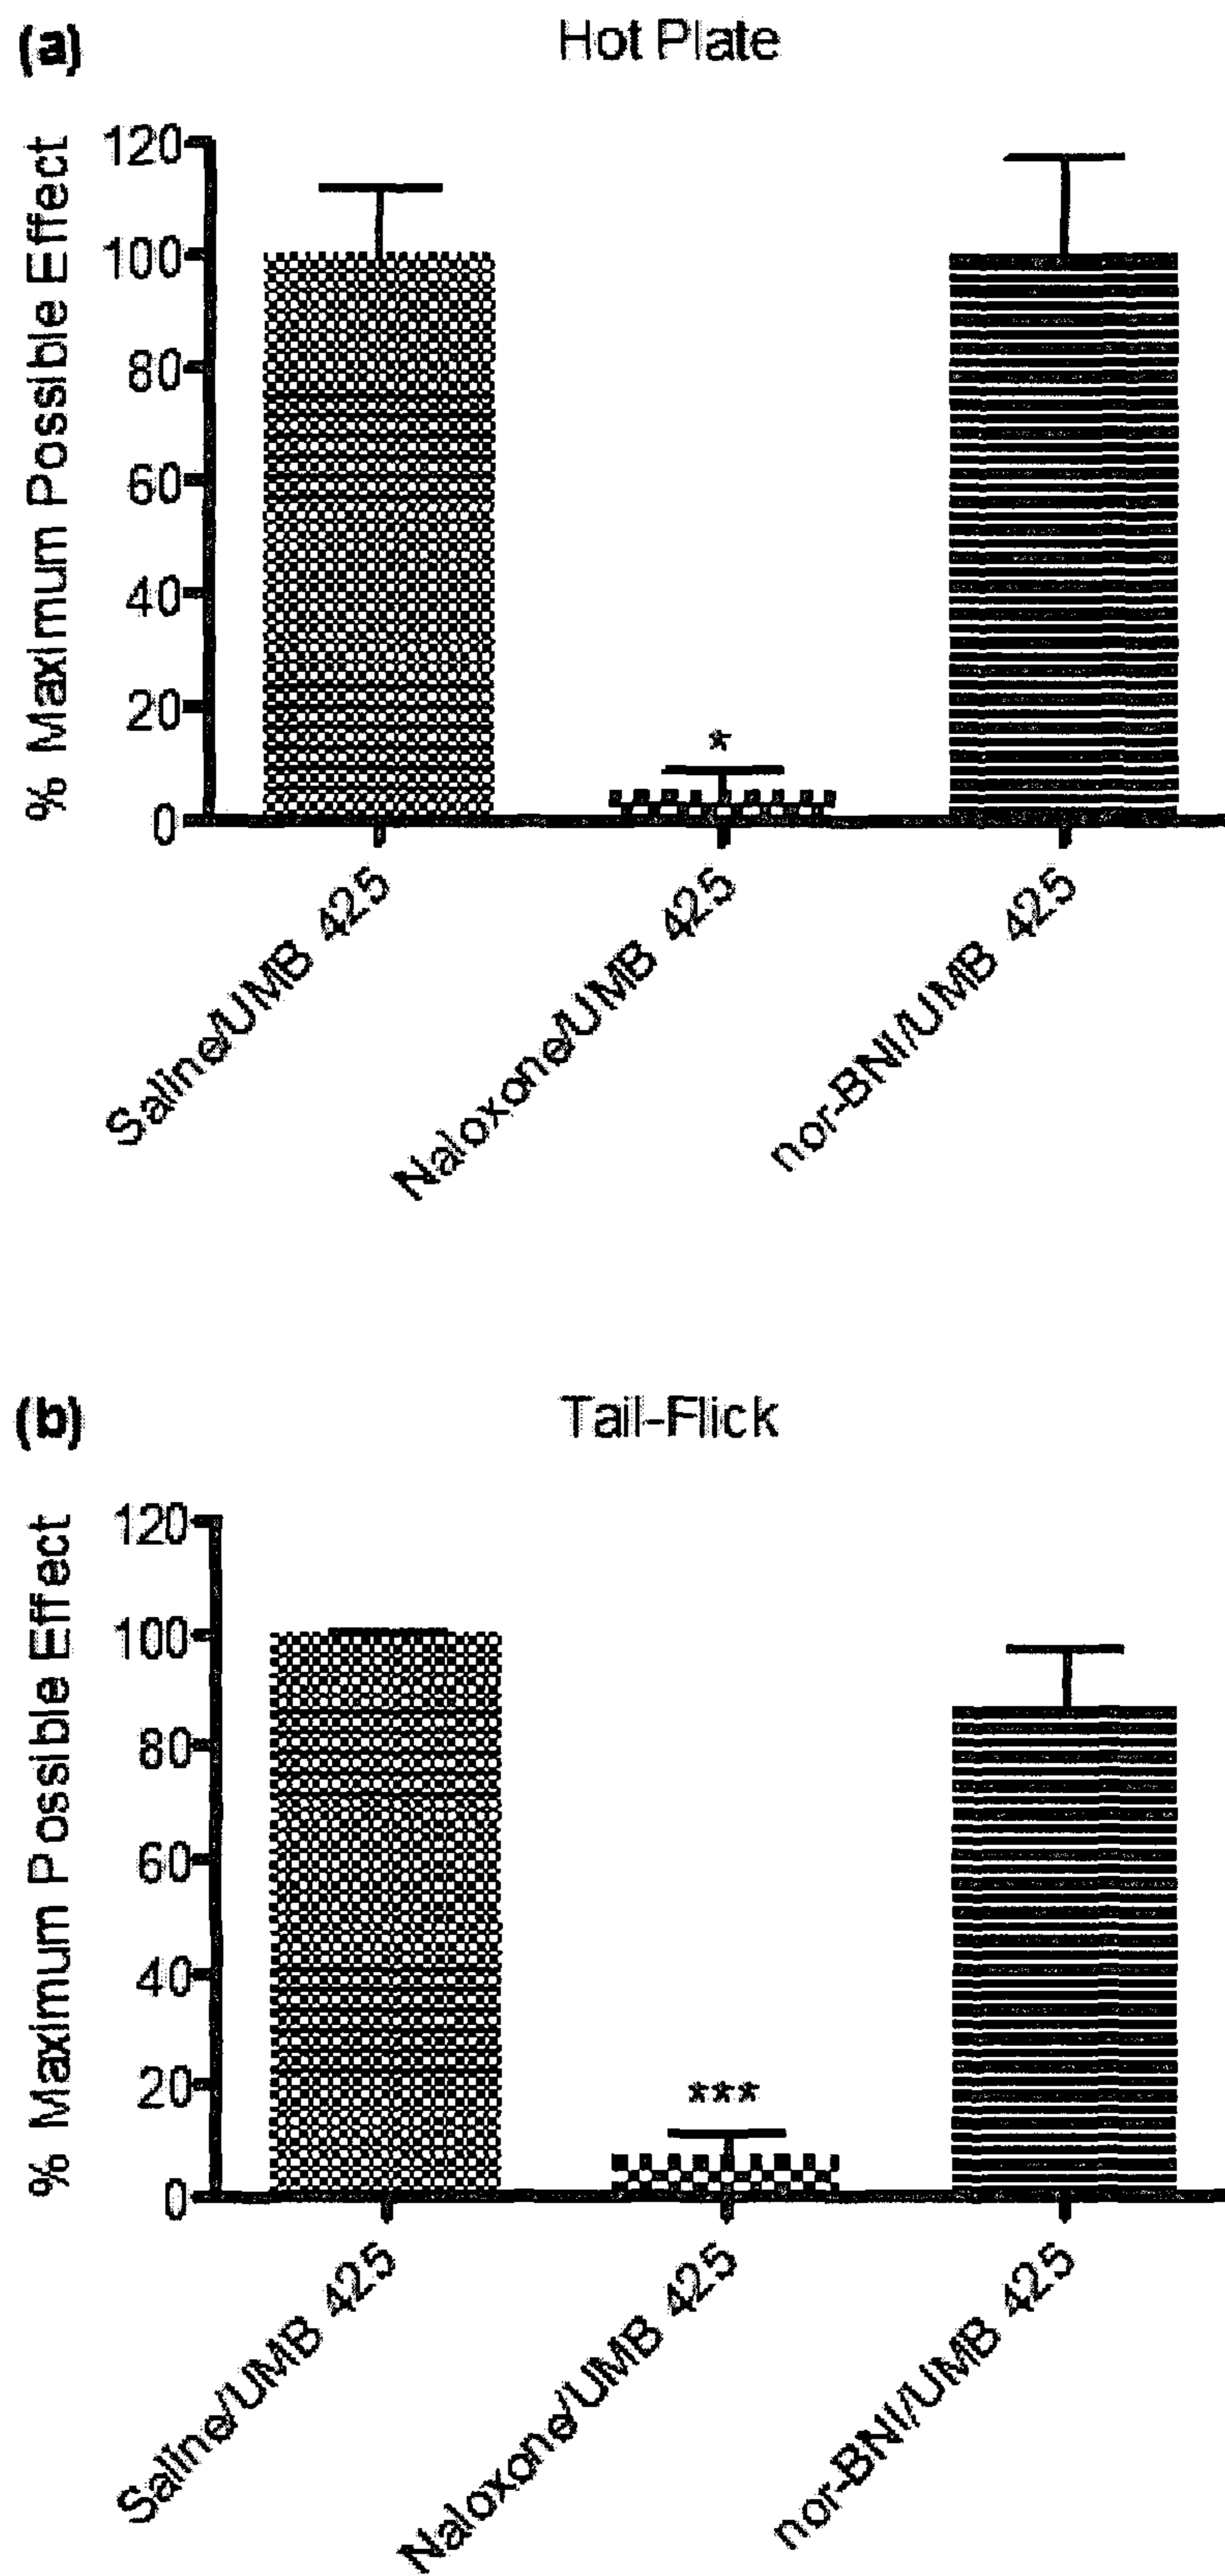 (a)
Hot Plate
% Maximum Possible Effect
120
100
80
60
40
20
0
*
Saline/UMB 425
Naloxone/UMB 425
nor-BNI/UMB 425
(b)
Tail-Flick
% Maximum Possible Effect
120
100
80
60
40
20
0
***
Saline/UMB 425
Naloxone/UMB 425
nor-BNI/UMB 425